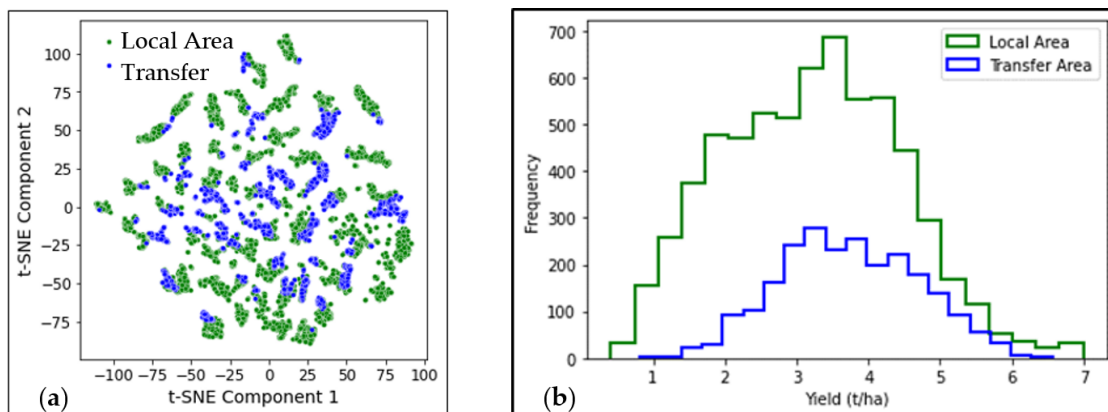 Local Area
Transfer
100
75
50
25
0
−25
−50
−75
t-SNE Component 2
−100 −75 −50 −25 0 25 50 75 100
t-SNE Component 1
(a)
Local Area
Transfer Area
700
600
500
400
300
200
100
0
Frequency
1 2 3 4 5 6 7
Yield (t/ha)
(b)